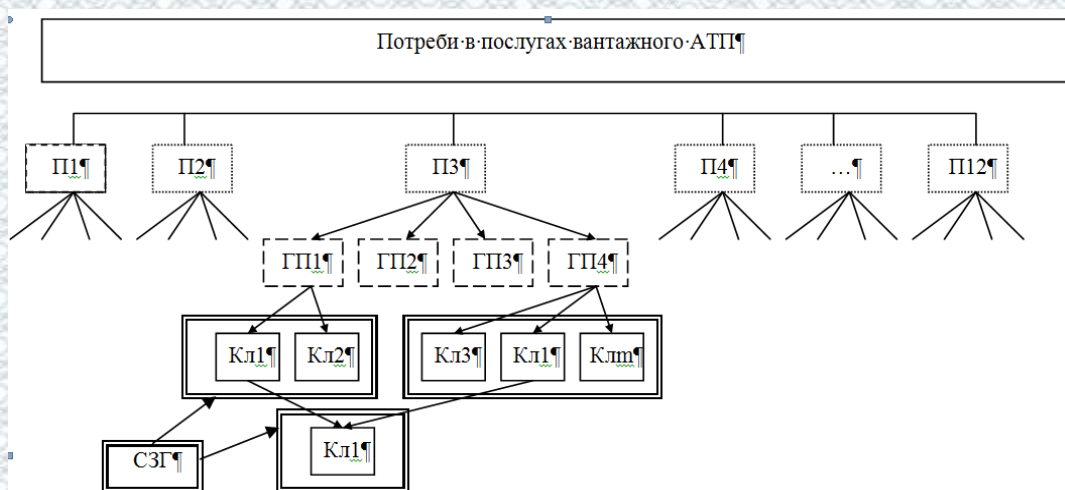 Потреби·в·послугах·вантажного·АТП¶
П1¶ П2¶ П3¶ П4¶ …¶ П12¶
ГП1¶ ГП2¶ ГП3¶ ГП4¶
Кл1¶ Кл2¶ Кл3¶ Кл1¶ Клm¶
Кл1¶
СЗГ¶